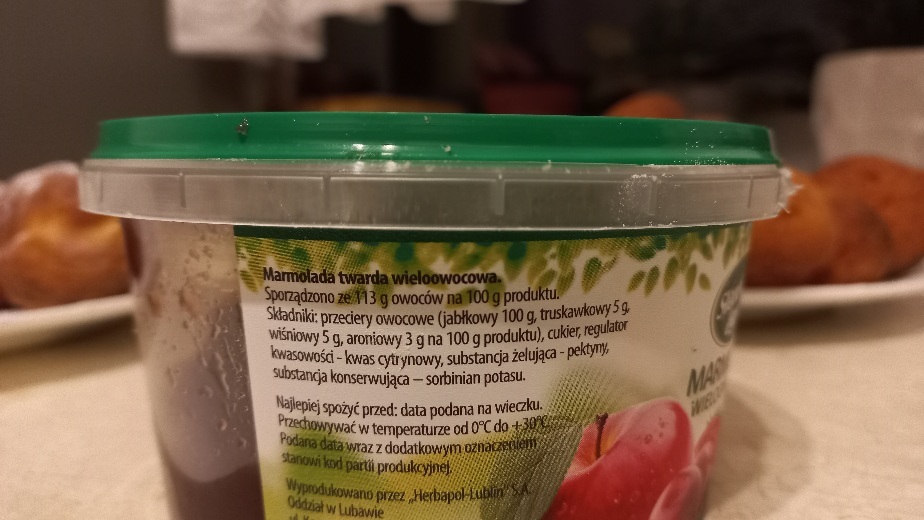 Marmolada twarda wieloowocowa.
Sporządzono ze 113 g owoców na 100 g produktu.
Składniki: przeciery owocowe (jabłkowy 100 g, truskawkowy 5 g,
wiśniowy 5 g, aroniowy 3 g na 100 g produktu), cukier, regulator
kwasowości - kwas cytrynowy, substancja żelująca - pektyny,
substancja konserwująca – sorbinian potasu.
Najlepiej spożyć przed: data podana na wieczku.
Przechowywać w temperaturze od 0°C do +30°C.
Podana data wraz z dodatkowym oznaczeniem
stanowi kod partii produkcyjnej.
Wyprodukowano przez „Herbapol-Lublin” S.A.
Oddział w Lubawie